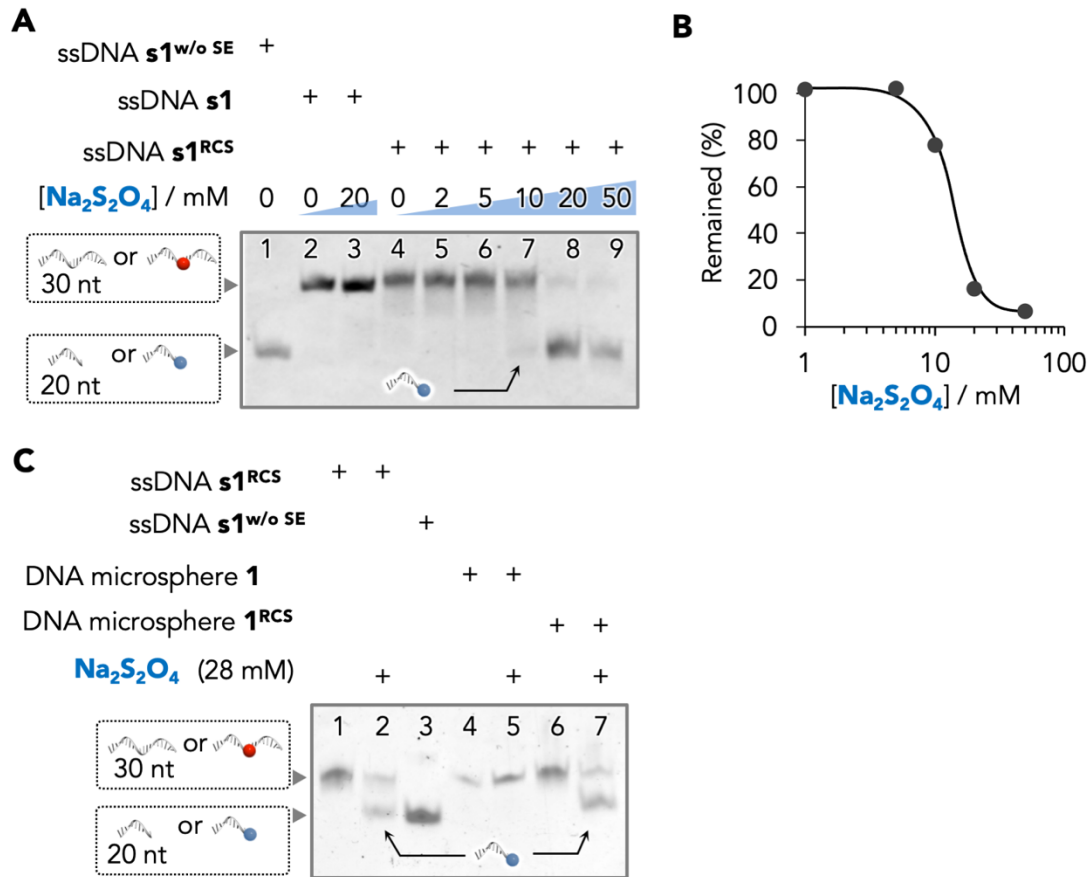 A
ssDNA s1w/o SE +
ssDNA s1 + +
ssDNA s1RCS + + + + + +
[Na2S2O4] / mM 0 0 20 0 2 5 10 20 50
1 2 3 4 5 6 7 8 9
or
30 nt
or
20 nt
B
Remained (%)
100
80
60
40
20
0
1 10 100
[Na2S2O4] / mM
C
ssDNA s1RCS + +
ssDNA s1w/o SE +
DNA microsphere 1 + +
DNA microsphere 1RCS + +
Na2S2O4 (28 mM) + + +
1 2 3 4 5 6 7
or
30 nt
or
20 nt